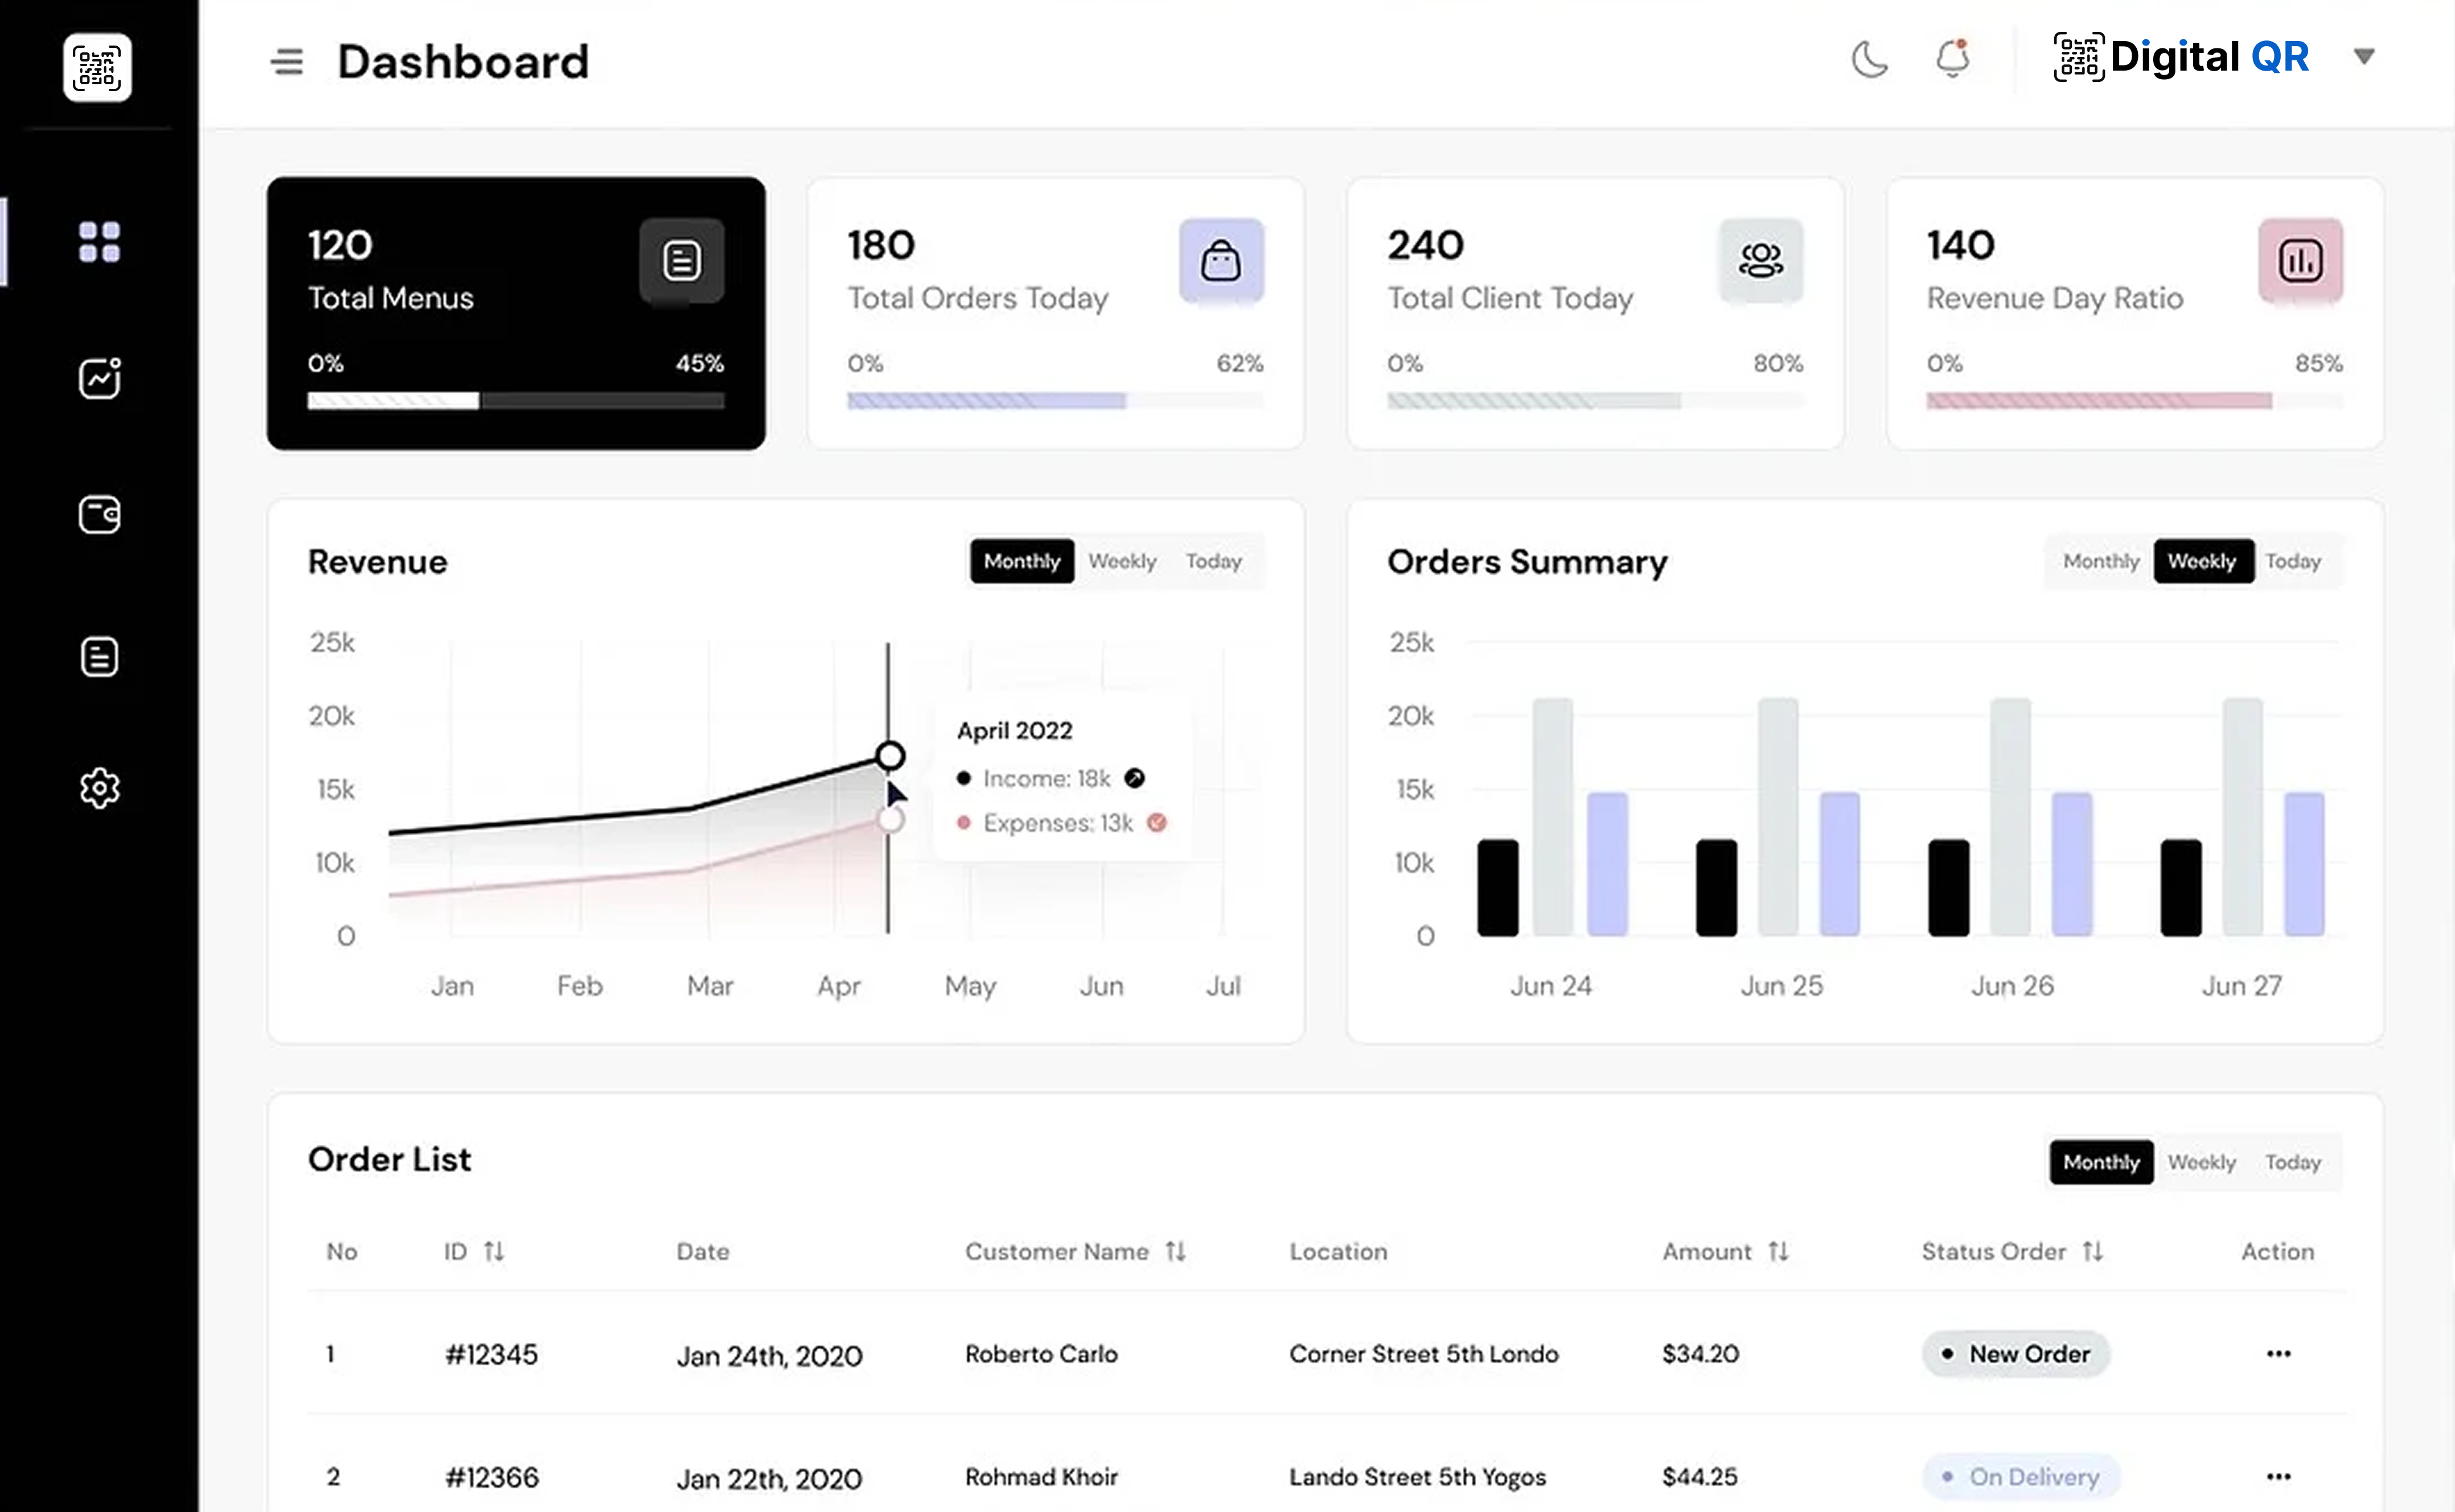 Dashboard
Digital QR
120
Total Menus
0% 45%
180
Total Orders Today
0% 62%
240
Total Client Today
0% 80%
140
Revenue Day Ratio
0% 85%
Revenue
Monthly Weekly Today
25k
20k
15k
10k
0
Jan Feb Mar Apr May Jun Jul
April 2022
Income: 18k
Expenses: 13k
Orders Summary
Monthly Weekly Today
25k
20k
15k
10k
0
Jun 24 Jun 25 Jun 26 Jun 27
Order List
Monthly Weekly Today
No ID Date Customer Name Location Amount Status Order Action
1 #12345 Jan 24th, 2020 Roberto Carlo Corner Street 5th Londo $34.20 New Order
2 #12366 Jan 22th, 2020 Rohmad Khoir Lando Street 5th Yogos $44.25 On Delivery